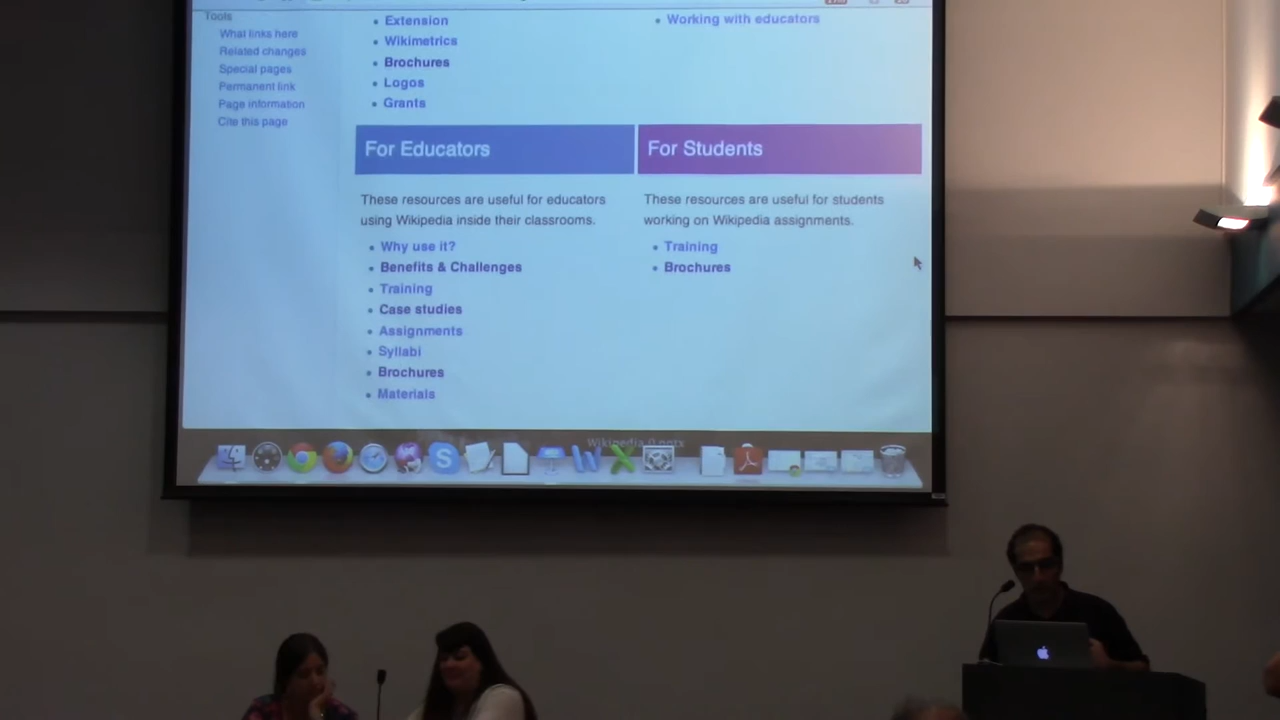 Tools
What links here
Related changes
Special pages
Permanent link
Page information
Cite this page
Extension
Wikimetrics
Brochures
Logos
Grants
Working with educators
For Educators
These resources are useful for educators
using Wikipedia inside their classrooms.
Why use it?
Benefits & Challenges
Training
Case studies
Assignments
Syllabi
Brochures
Materials
For Students
These resources are useful for students
working on Wikipedia assignments.
Training
Brochures